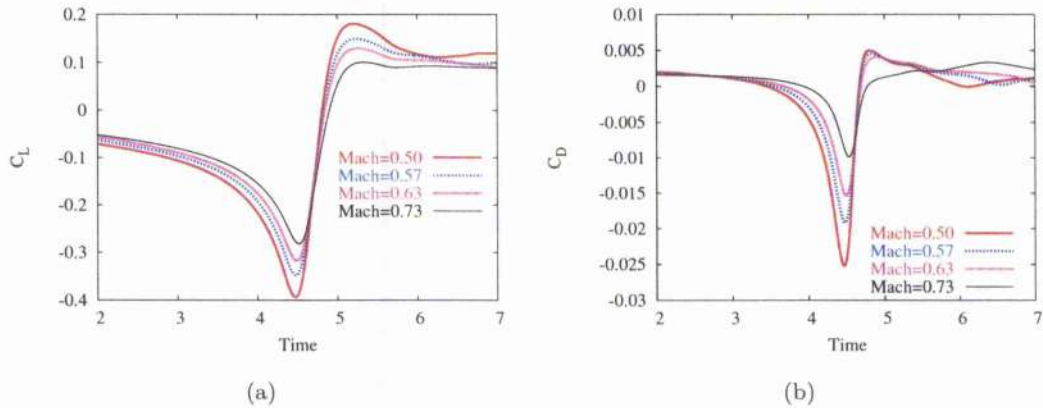 0.2
0.1
0
-0.1
-0.2
-0.3
-0.4
C_L
2
3
4
5
6
7
Time
Mach=0.50
Mach=0.57
Mach=0.63
Mach=0.73
(a)
0.01
0.005
0
-0.005
-0.01
-0.015
-0.02
-0.025
-0.03
C_D
2
3
4
5
6
7
Time
Mach=0.50
Mach=0.57
Mach=0.63
Mach=0.73
(b)